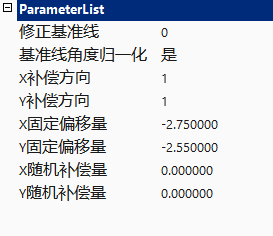 ParameterList
修正基准线 0
基准线角度归一化 是
X补偿方向 1
Y补偿方向 1
X固定偏移量 -2.750000
Y固定偏移量 -2.550000
X随机补偿量 0.000000
Y随机补偿量 0.000000